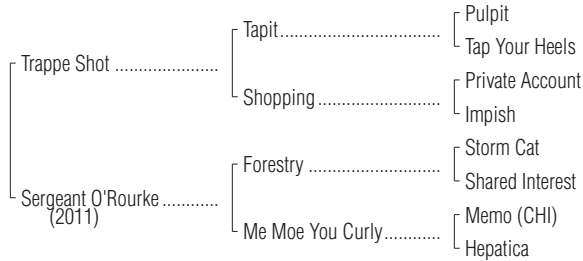 Pulpit
Tapit
Tap Your Heels
Trappe Shot
Private Account
Shopping
Impish
Storm Cat
Forestry
Shared Interest
Sergeant O'Rourke
(2011)
Memo (CHI)
Me Moe You Curly
Hepatica